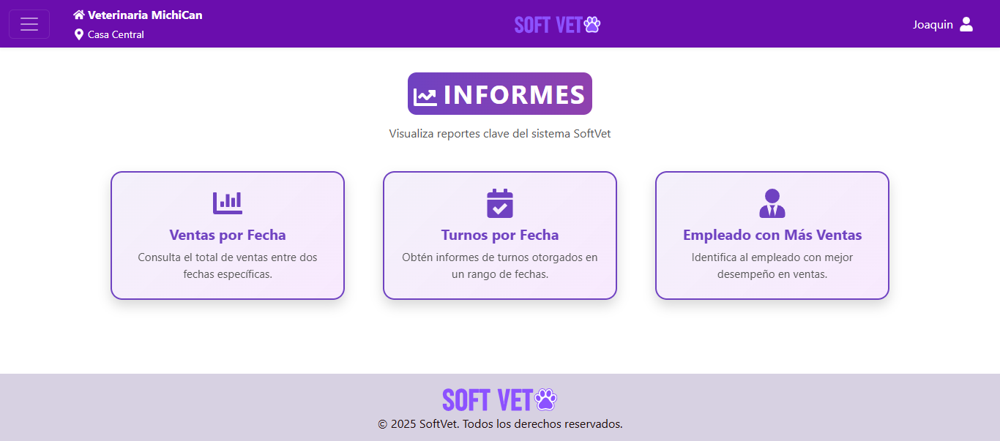 Veterinaria MichiCan
Casa Central
SOFT VET
Joaquin
INFORMES
Visualiza reportes clave del sistema SoftVet
Ventas por Fecha
Consulta el total de ventas entre dos
fechas específicas.
Turnos por Fecha
Obtén informes de turnos otorgados en
un rango de fechas.
Empleado con Más Ventas
Identifica al empleado con mejor
desempeño en ventas.
SOFT VET
© 2025 SoftVet. Todos los derechos reservados.